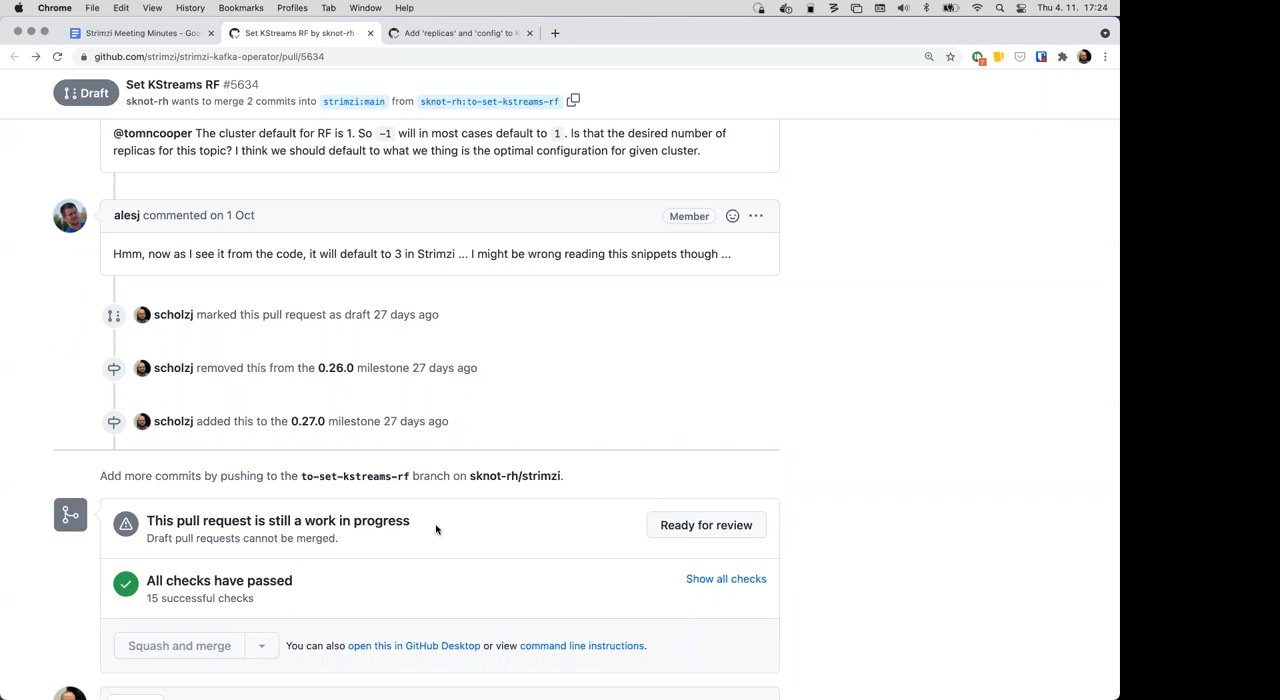 Chrome File Edit View History Bookmarks Profiles Tab Window Help Thu 4. 11. 17:24
Strimzi Meeting Minutes - Goo Set KStreams RF by sknot-rh Add 'replicas' and 'config' to K
github.com/strimzi/strimzi-kafka-operator/pull/5634
Draft
Set KStreams RF #5634
sknot-rh wants to merge 2 commits into strimzi:main from sknot-rh:to-set-kstreams-rf
@tomncooper The cluster default for RF is 1. So -1 will in most cases default to 1 . Is that the desired number of
replicas for this topic? I think we should default to what we thing is the optimal configuration for given cluster.
alesj commented on 1 Oct Member
Hmm, now as I see it from the code, it will default to 3 in Strimzi ... I might be wrong reading this snippets though ...
scholzj marked this pull request as draft 27 days ago
scholzj removed this from the 0.26.0 milestone 27 days ago
scholzj added this to the 0.27.0 milestone 27 days ago
Add more commits by pushing to the to-set-kstreams-rf branch on sknot-rh/strimzi.
This pull request is still a work in progress
Draft pull requests cannot be merged.
Ready for review
All checks have passed
15 successful checks
Show all checks
Squash and merge You can also open this in GitHub Desktop or view command line instructions.